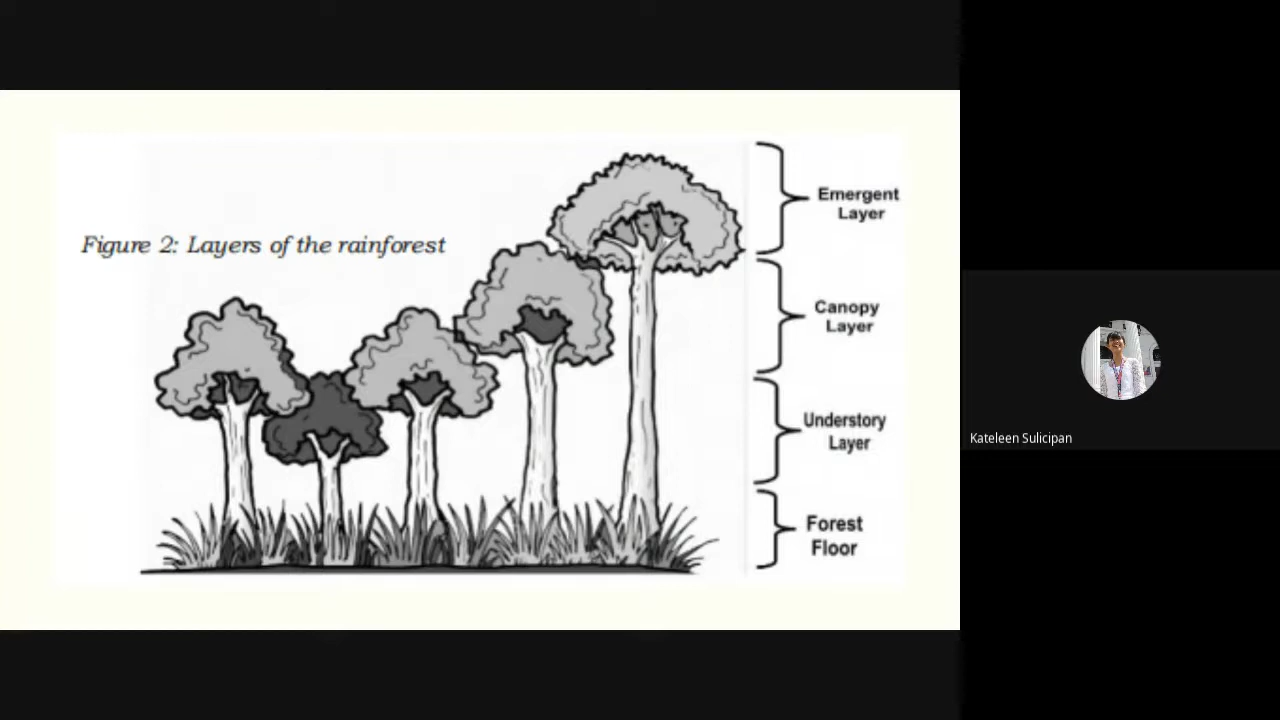 Figure 2: Layers of the rainforest
Emergent
Layer
Canopy
Layer
Understory
Layer
Forest
Floor
Kateleen Sulicipan